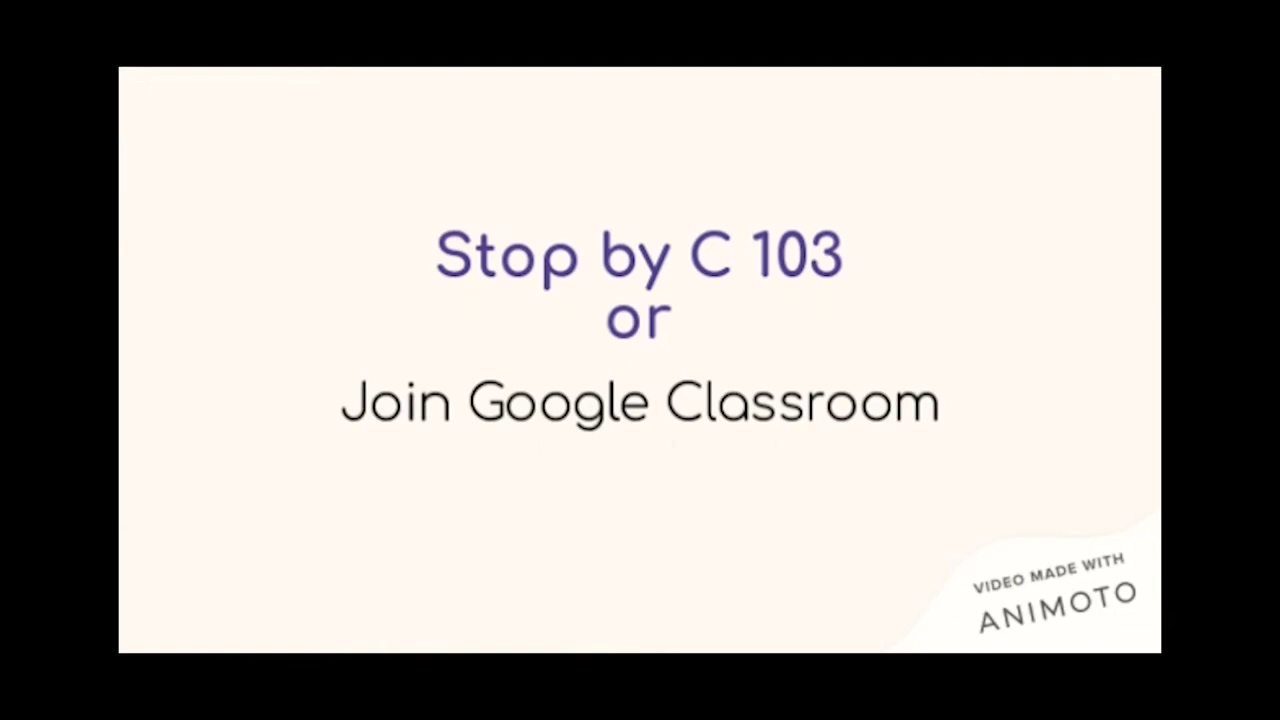 Stop by C 103
or
Join Google Classroom
VIDEO MADE WITH
ANIMOTO